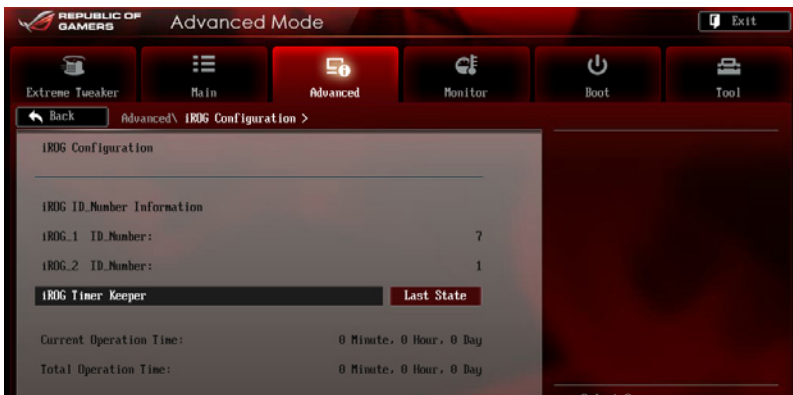 REPUBLIC OF
GAMERS
Advanced Mode
Exit
Extreme Tweaker
Main
Advanced
Monitor
Boot
Tool
Back
Advanced\ iROG Configuration >
iROG Configuration
iROG ID_Number Information
iROG_1 ID_Number: 7
iROG_2 ID_Number: 1
iROG Timer Keeper Last State
Current Operation Time: 0 Minute, 0 Hour, 0 Day
Total Operation Time: 0 Minute, 0 Hour, 0 Day